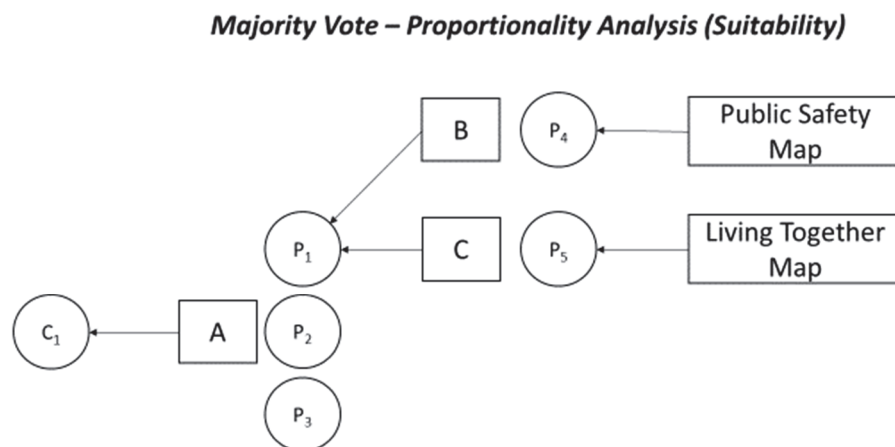 Majority Vote – Proportionality Analysis (Suitability)
B
P₄
Public Safety
Map
P₁
C
P₅
Living Together
Map
C₁
A
P₂
P₃